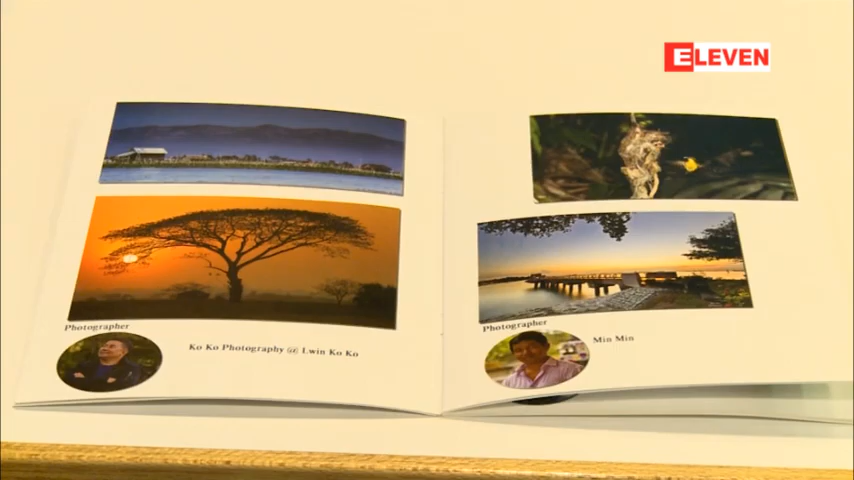 ELEVEN
Photographer
Ko Ko Photography @ Lwin Ko Ko
Photographer
Min Min